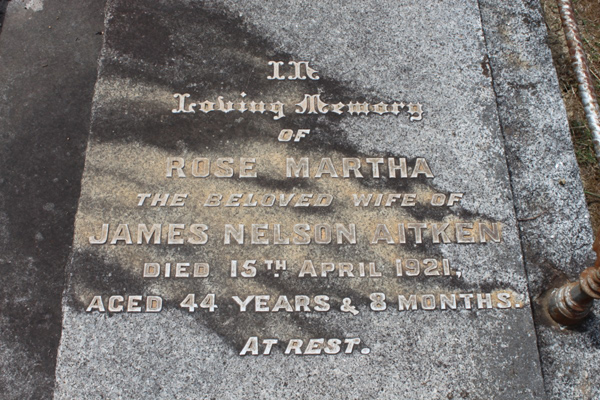 In
Loving Memory
OF
ROSE MARTHA
THE BELOVED WIFE OF
JAMES NELSON AITKEN
DIED 15TH APRIL 1921.
AGED 44 YEARS & 8 MONTHS.
AT REST.